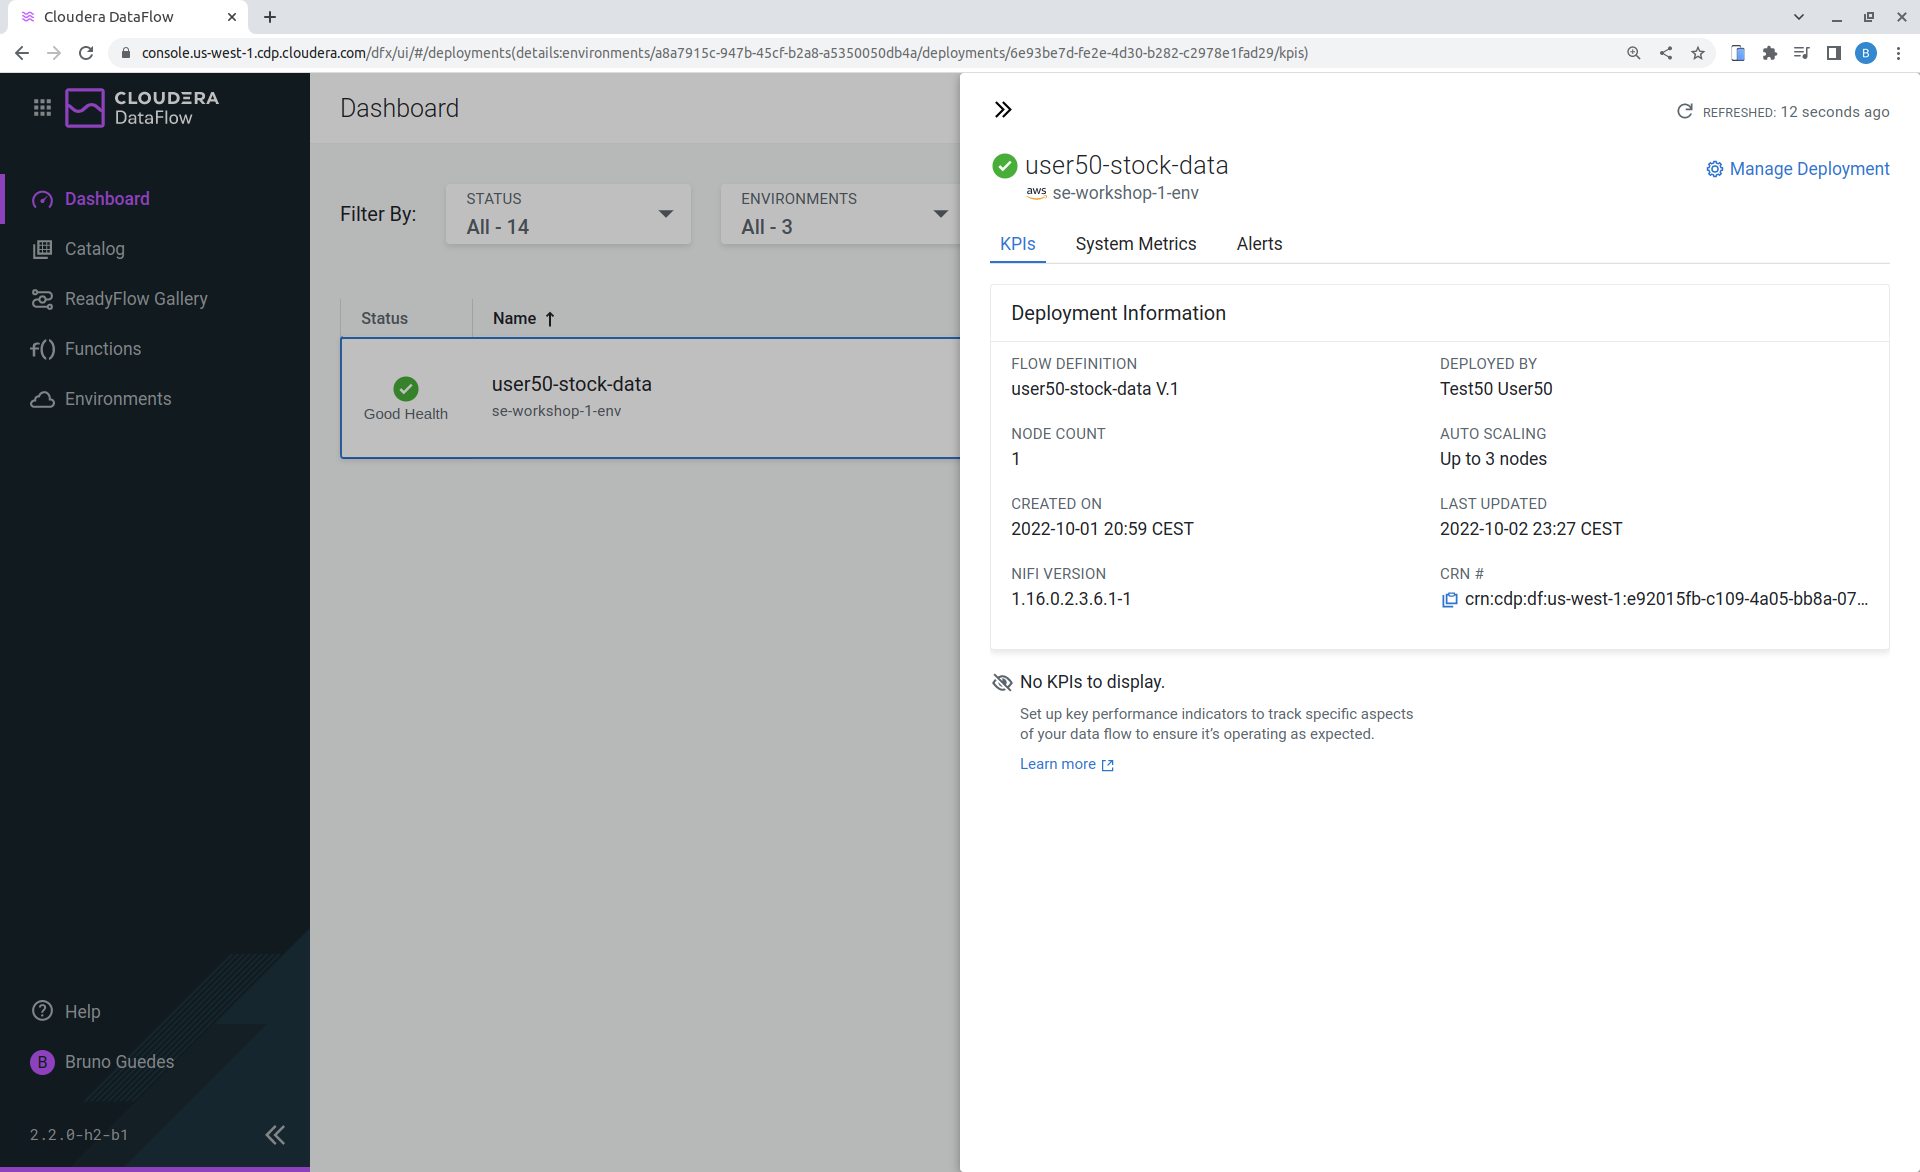 Cloudera DataFlow
console.us-west-1.cdp.cloudera.com/dfx/ui/#/deployments(details:environments/a8a7915c-947b-45cf-b2a8-a5350050db4a/deployments/6e93be7d-fe2e-4d30-b282-c2978e1fad29/kpis)
B
CLOUDERA
DataFlow
Dashboard
Catalog
ReadyFlow Gallery
f() Functions
Environments
Help
B Bruno Guedes
2.2.0-h2-b1
Dashboard
Filter By:
STATUS
All - 14
ENVIRONMENTS
All - 3
Status
Name
Good Health
user50-stock-data
se-workshop-1-env
REFRESHED: 12 seconds ago
user50-stock-data
aws se-workshop-1-env
Manage Deployment
KPIs
System Metrics
Alerts
Deployment Information
FLOW DEFINITION
user50-stock-data V.1
DEPLOYED BY
Test50 User50
NODE COUNT
1
AUTO SCALING
Up to 3 nodes
CREATED ON
2022-10-01 20:59 CEST
LAST UPDATED
2022-10-02 23:27 CEST
NIFI VERSION
1.16.0.2.3.6.1-1
CRN #
crn:cdp:df:us-west-1:e92015fb-c109-4a05-bb8a-07...
No KPIs to display.
Set up key performance indicators to track specific aspects
of your data flow to ensure it's operating as expected.
Learn more